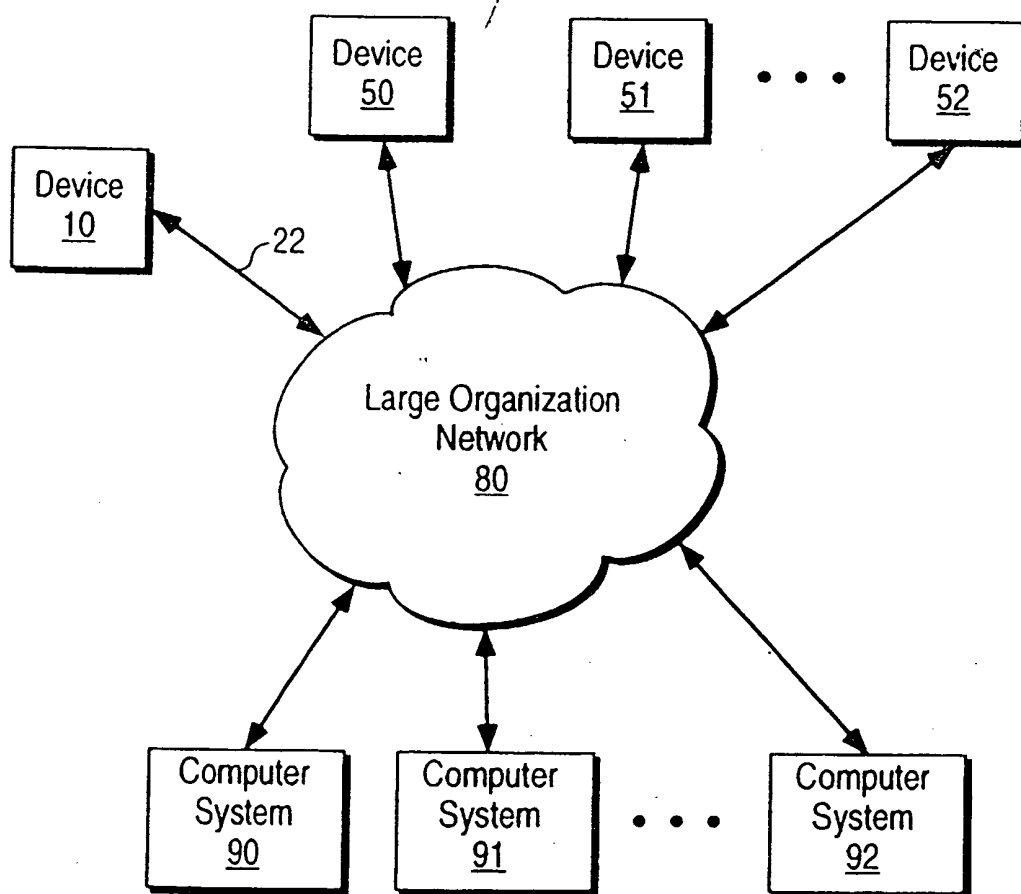 Device
50
Device
51
• • •
Device
52
Device
10
22
Large Organization
Network
80
Computer
System
90
Computer
System
91
• • •
Computer
System
92